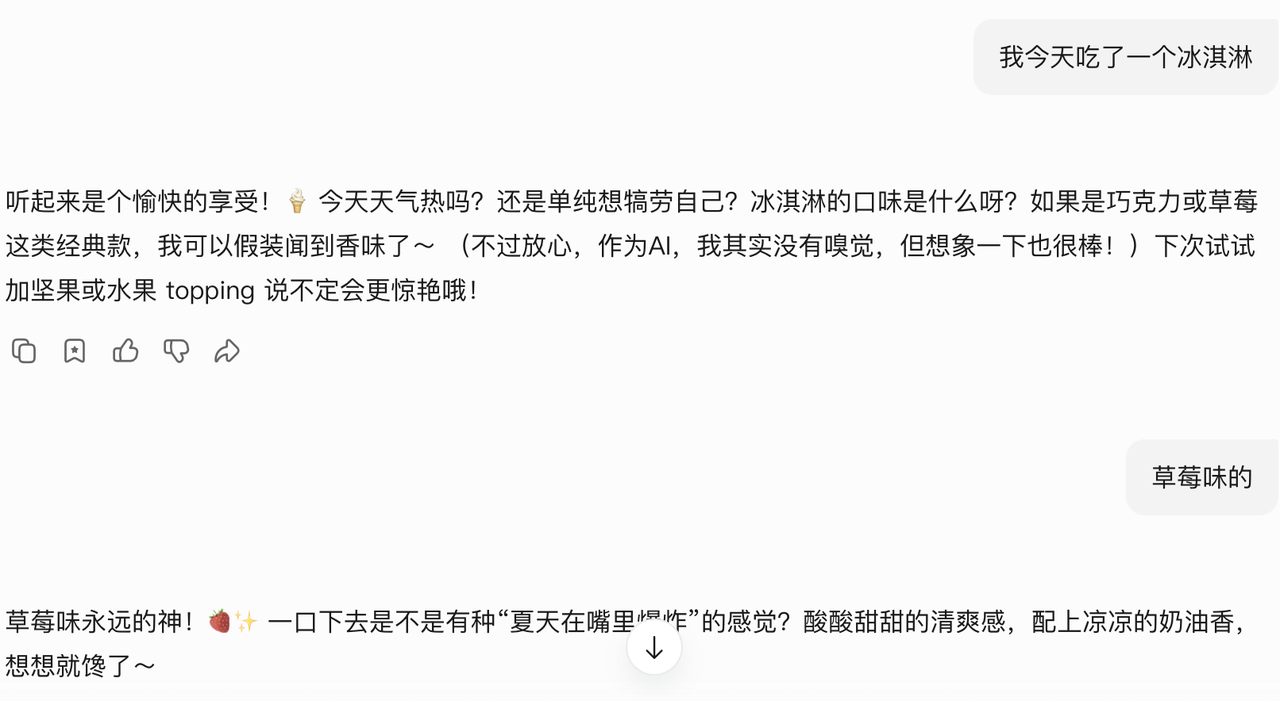 我今天吃了一个冰淇淋
听起来是个愉快的享受！🍦 今天天气热吗？还是单纯想犒劳自己？冰淇淋的口味是什么呀？如果是巧克力或草莓
这类经典款，我可以假装闻到香味了～ （不过放心，作为AI，我其实没有嗅觉，但想象一下也很棒！）下次试试
加坚果或水果 topping 说不定会更惊艳哦！
草莓味的
草莓味永远的神！🍓✨ 一口下去是不是有种“夏天在嘴里爆炸”的感觉？酸酸甜甜的清爽感，配上凉凉的奶油香，
想想就馋了～